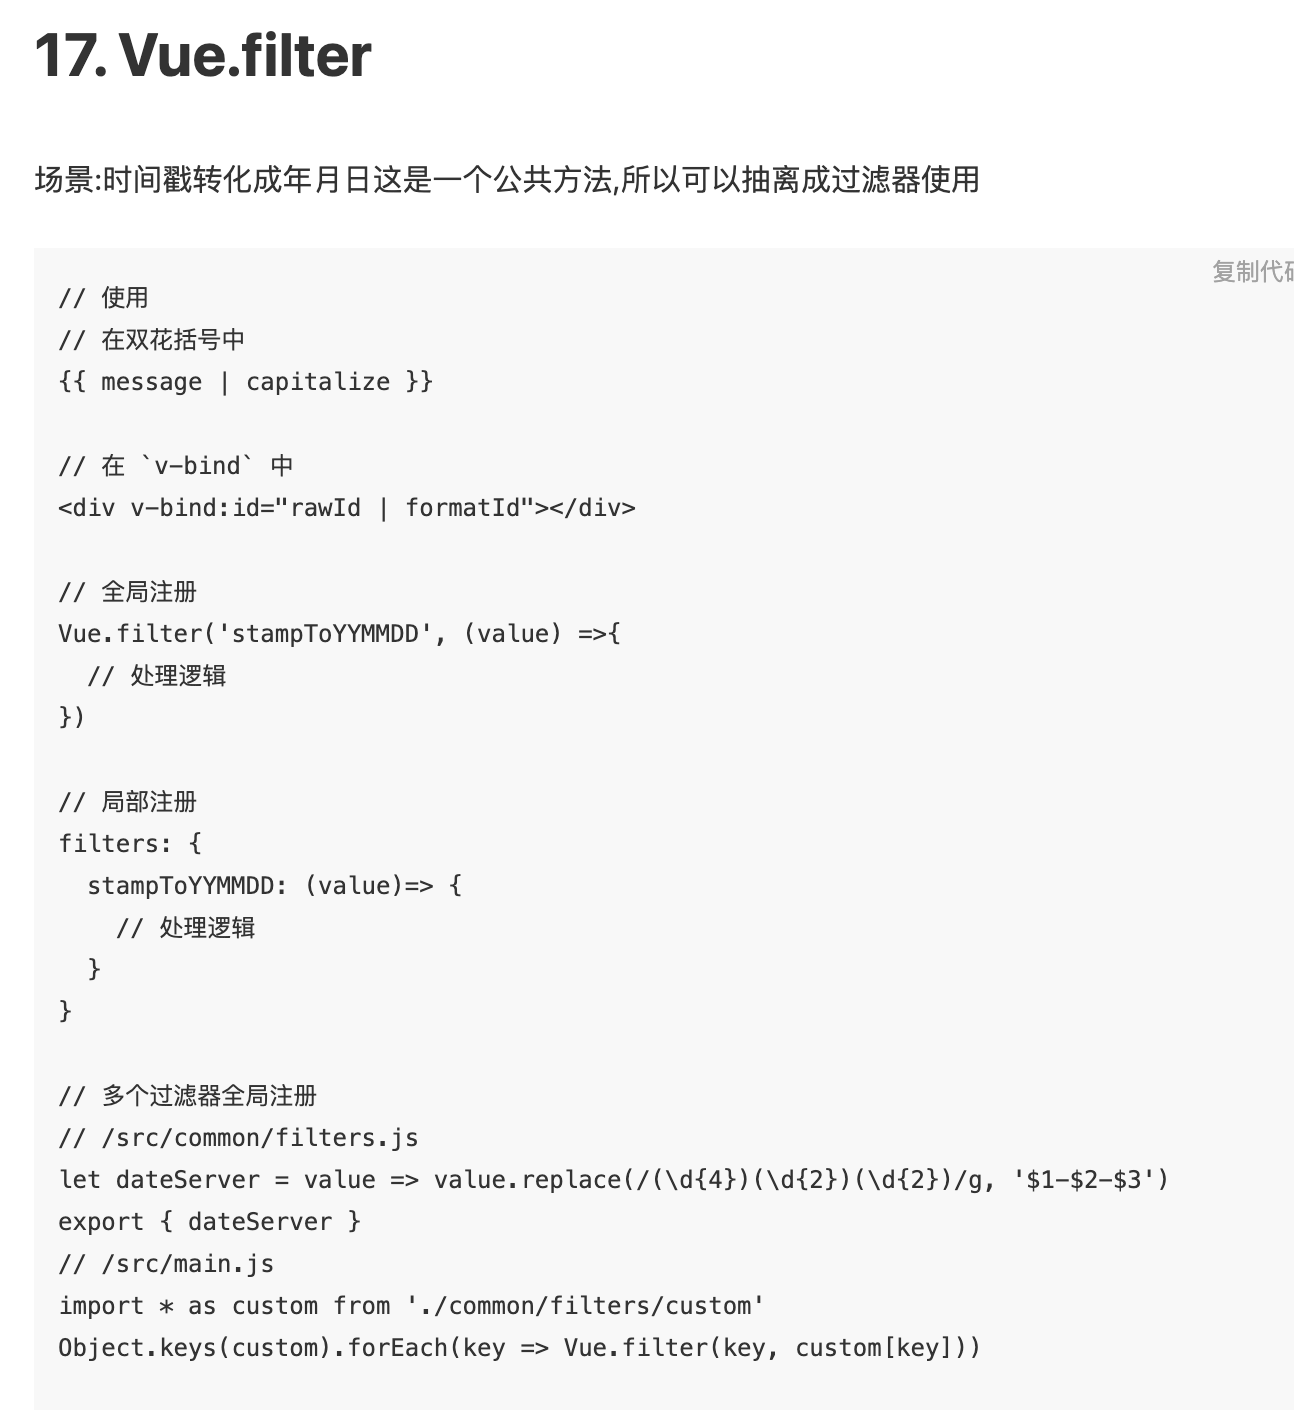 17. Vue.filter
场景:时间戳转化成年月日这是一个公共方法,所以可以抽离成过滤器使用
复制代码
// 使用
// 在双花括号中
{{ message | capitalize }}
// 在 `v-bind` 中
<div v-bind:id="rawId | formatId"></div>
// 全局注册
Vue.filter('stampToYYMMDD', (value) =>{
  // 处理逻辑
})
// 局部注册
filters: {
  stampToYYMMDD: (value)=> {
    // 处理逻辑
  }
}
// 多个过滤器全局注册
// /src/common/filters.js
let dateServer = value => value.replace(/(\d{4})(\d{2})(\d{2})/g, '$1-$2-$3')
export { dateServer }
// /src/main.js
import * as custom from './common/filters/custom'
Object.keys(custom).forEach(key => Vue.filter(key, custom[key]))